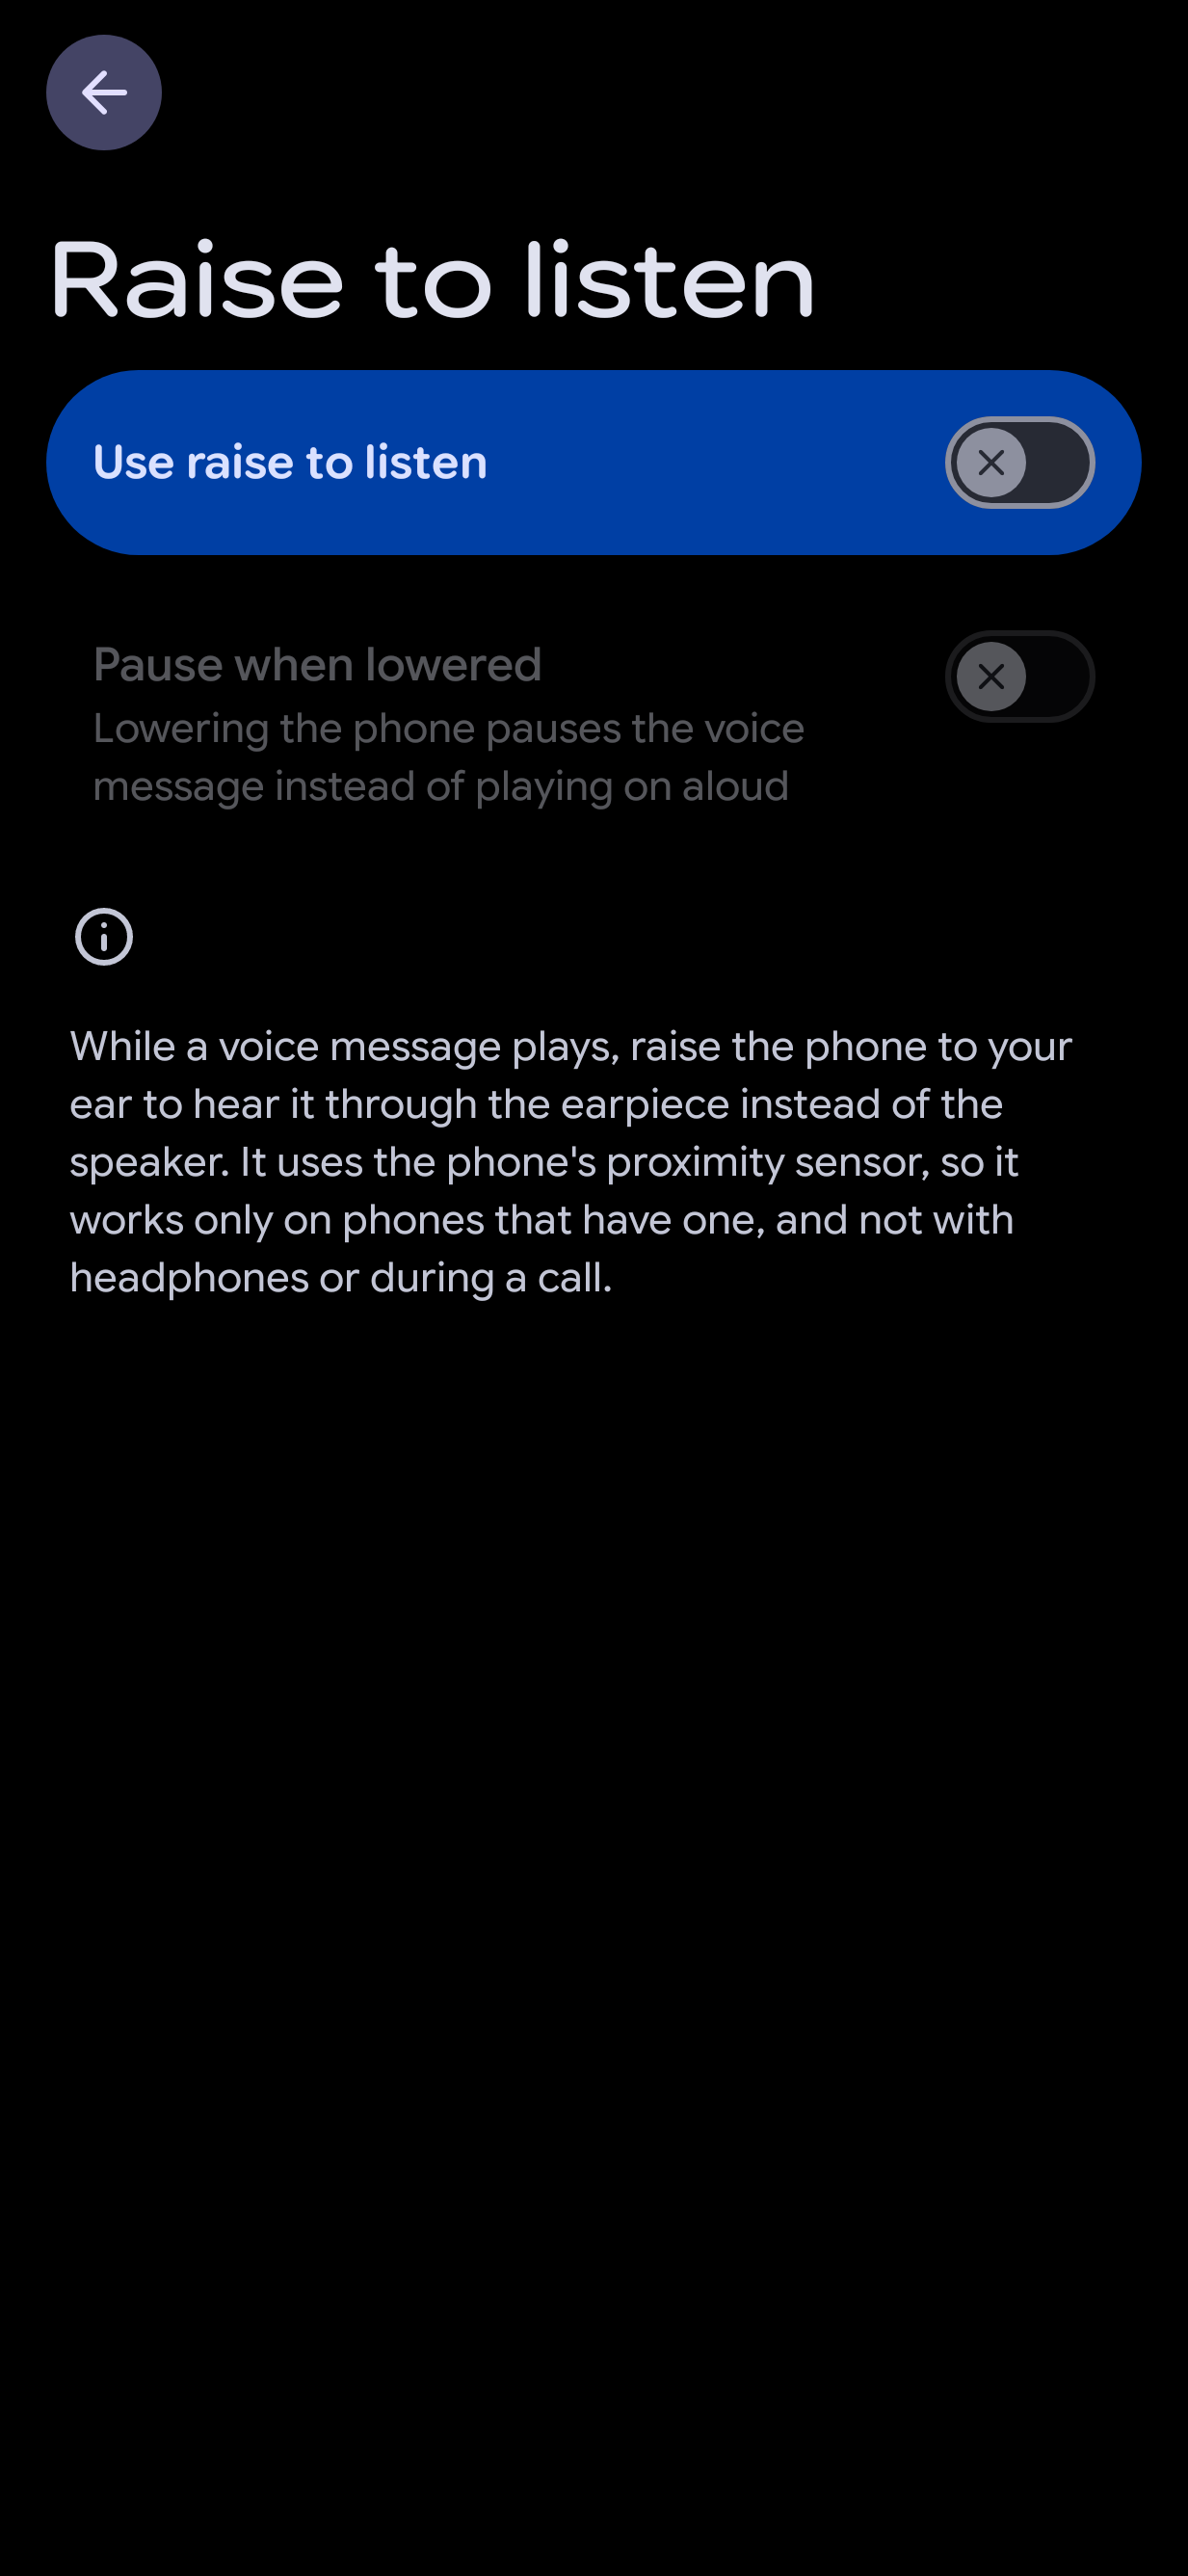 Raise to listen
Use raise to listen
Pause when lowered
Lowering the phone pauses the voice
message instead of playing on aloud
While a voice message plays, raise the phone to your
ear to hear it through the earpiece instead of the
speaker. It uses the phone's proximity sensor, so it
works only on phones that have one, and not with
headphones or during a call.